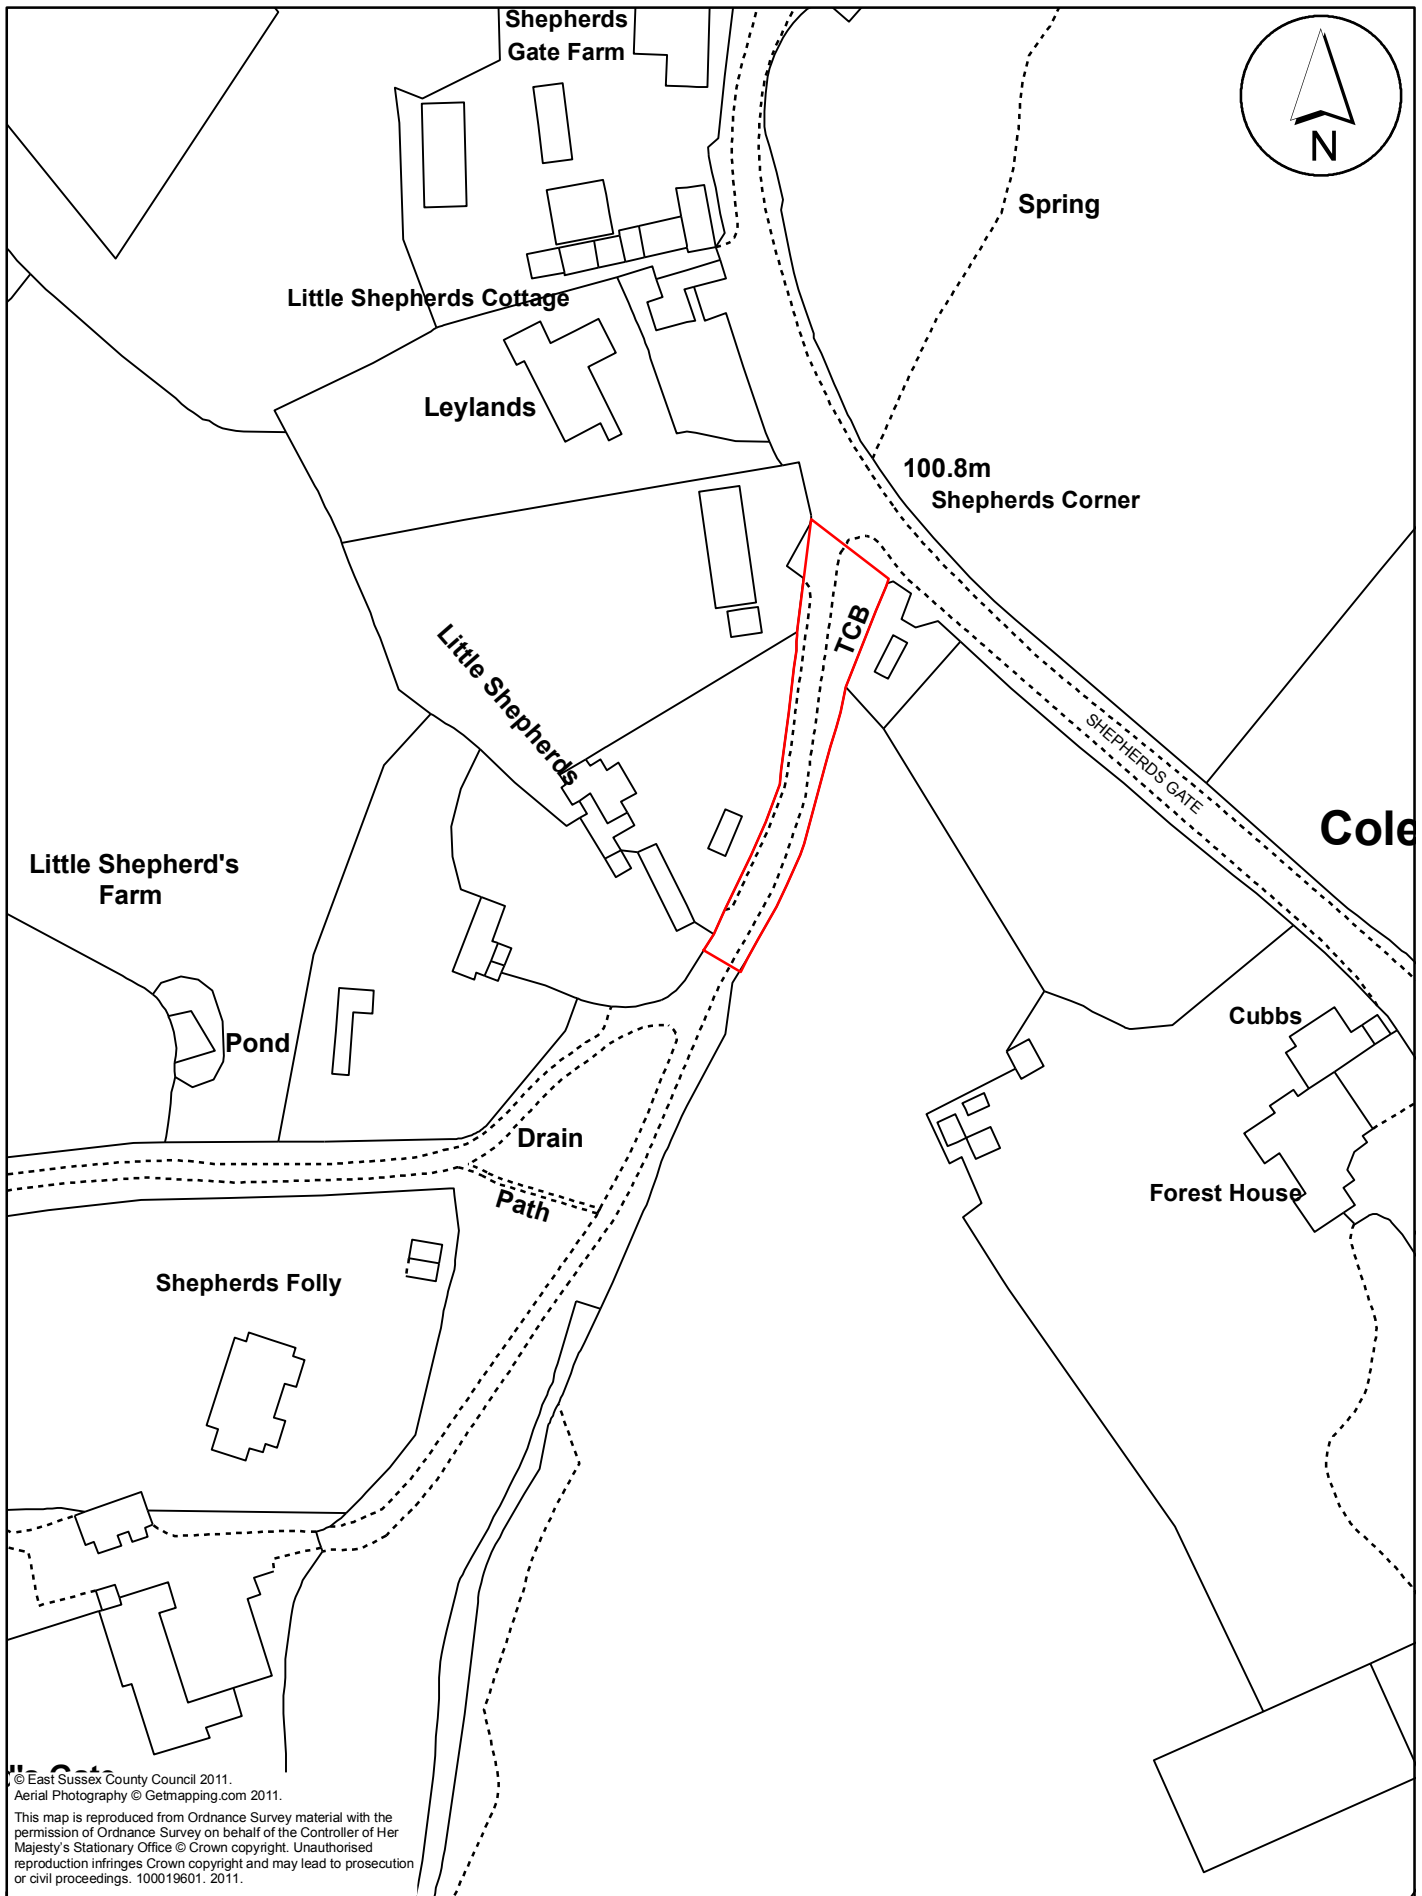 Shepherds
Gate Farm
N
Spring
Little Shepherds Cottage
Leylands
100.8m
Shepherds Corner
TCB
Little Shepherds
SHEPHERDS GATE
Cole
Little Shepherd's
Farm
Cubbs
Pond
Drain
Path
Forest House
Shepherds Folly
© East Sussex County Council 2011.
Aerial Photography © Getmapping.com 2011.
This map is reproduced from Ordnance Survey material with the
permission of Ordnance Survey on behalf of the Controller of Her
Majesty's Stationary Office © Crown copyright. Unauthorised
reproduction infringes Crown copyright and may lead to prosecution
or civil proceedings. 100019601. 2011.